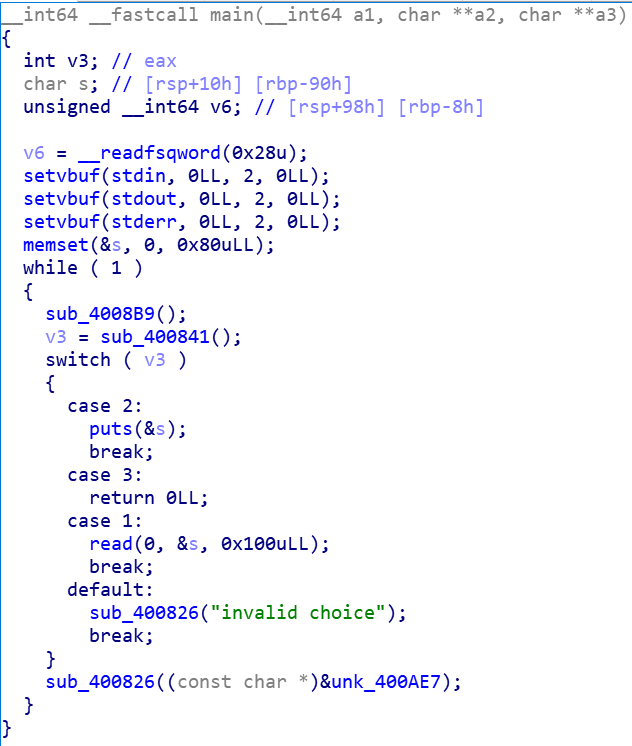 __int64 __fastcall main(__int64 a1, char **a2, char **a3)
{
int v3; // eax
char s; // [rsp+10h] [rbp-90h]
unsigned __int64 v6; // [rsp+98h] [rbp-8h]
v6 = __readfsqword(0x28u);
setvbuf(stdin, 0LL, 2, 0LL);
setvbuf(stdout, 0LL, 2, 0LL);
setvbuf(stderr, 0LL, 2, 0LL);
memset(&s, 0, 0x80uLL);
while ( 1 )
{
sub_4008B9();
v3 = sub_400841();
switch ( v3 )
{
case 2:
puts(&s);
break;
case 3:
return 0LL;
case 1:
read(0, &s, 0x100uLL);
break;
default:
sub_400826("invalid choice");
break;
}
sub_400826((const char *)&unk_400AE7);
}
}